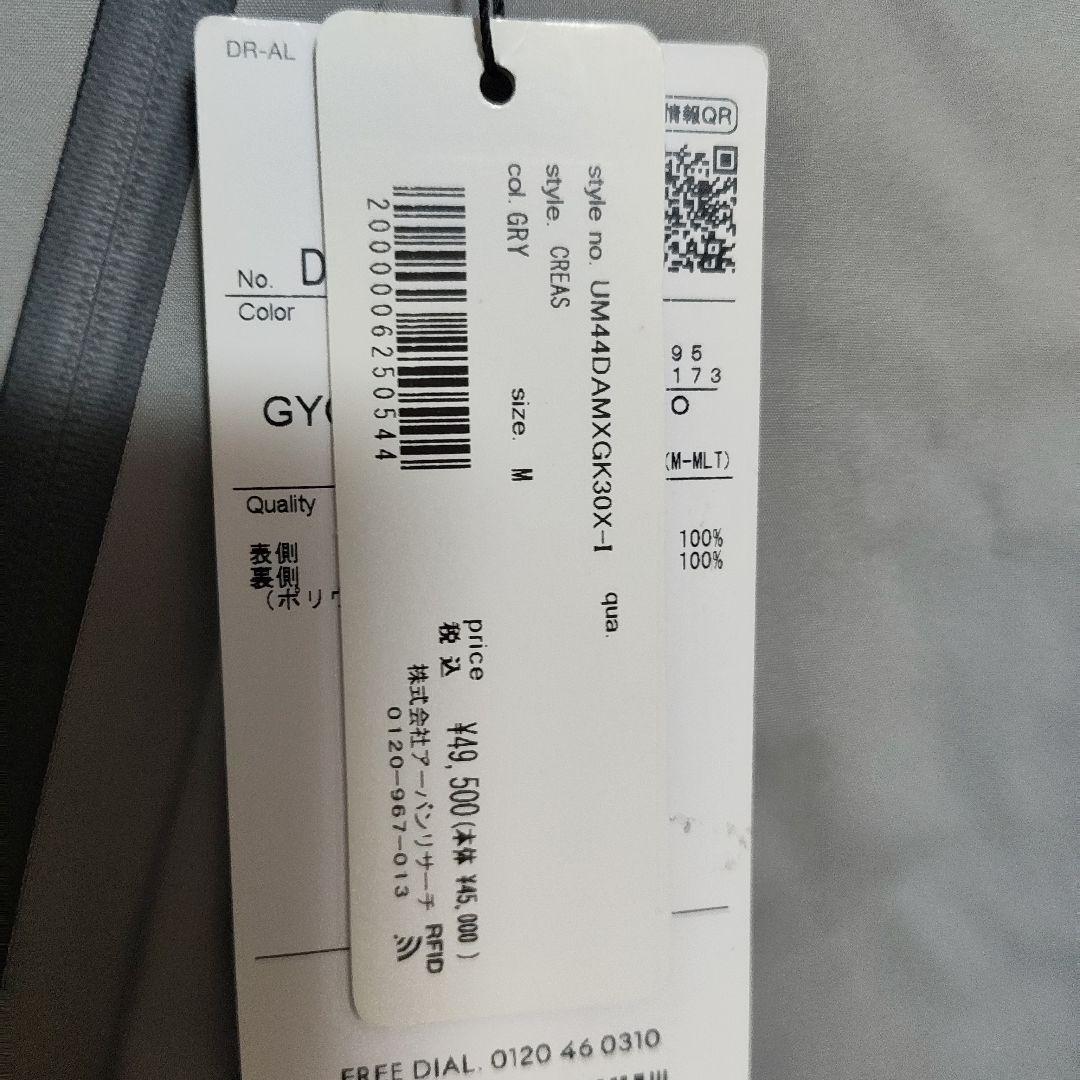 style no. UM44DAMXGK30X-I qua.
style. CREAS
col. GRY size. M
2000006250544
price
税込 ¥49,500(本体 ¥45,000)
株式会社アーバンリサーチ
0120-967-013
RFID
DR-AL
情報QR
No. D
Color
95
173
O
GY
(M-MLT)
Quality
表側 100%
裏側 100%
(ポリ
FREE DIAL. 0120 46 0310